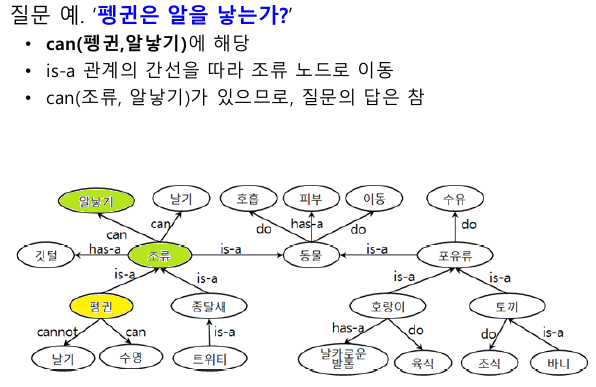 질문 예. ‘펭귄은 알을 낳는가?’
• can(펭귄,알낳기)에 해당
• is-a 관계의 간선을 따라 조류 노드로 이동
• can(조류, 알낳기)가 있으므로, 질문의 답은 참
알낳기 날기 호흡 피부 이동 수유
can can do has-a do do
깃털 has-a 조류 is-a 동물 is-a 포유류
is-a is-a is-a is-a
펭귄 종달새 호랑이 토끼
cannot can is-a has-a do do is-a
날기 수영 트위티 날카로운 발톱 육식 조식 바니